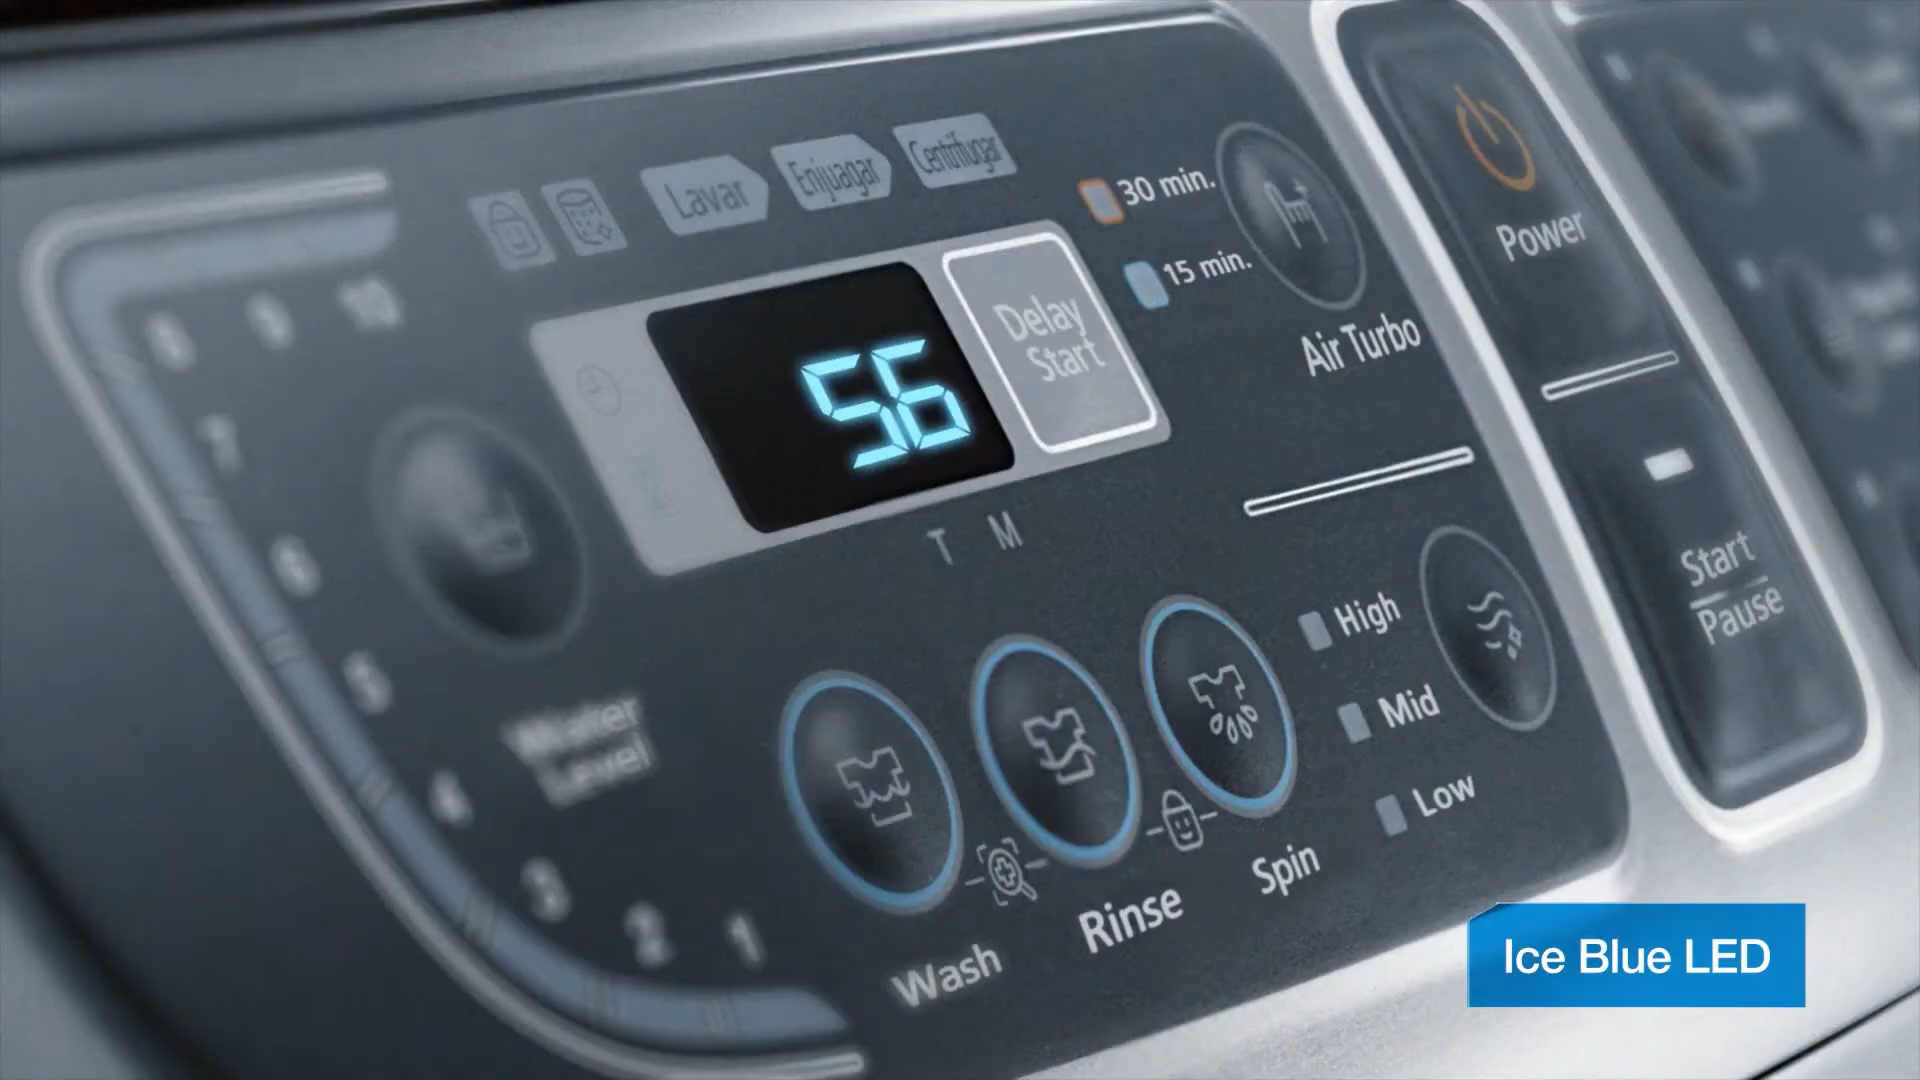 Lavar
Enjuagar
Centrifugar
30 min.
15 min.
Air Turbo
Power
8
9
10
7
6
5
4
3
2
1
56
Delay
Start
T M
Water
Level
High
Mid
Low
Start
Pause
Wash
Rinse
Spin
Ice Blue LED